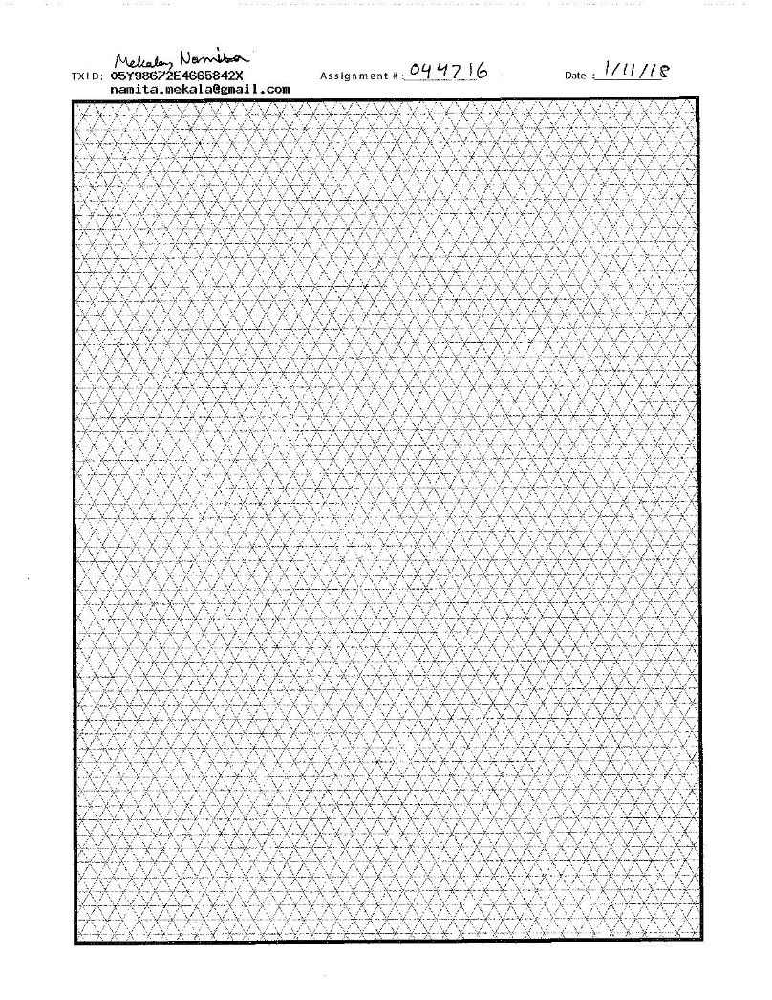 Mekala, Namita
TXID: 05Y98672E4665842X Assignment #: 044716 Date: 1/11/18
namita.mekala@gmail.com